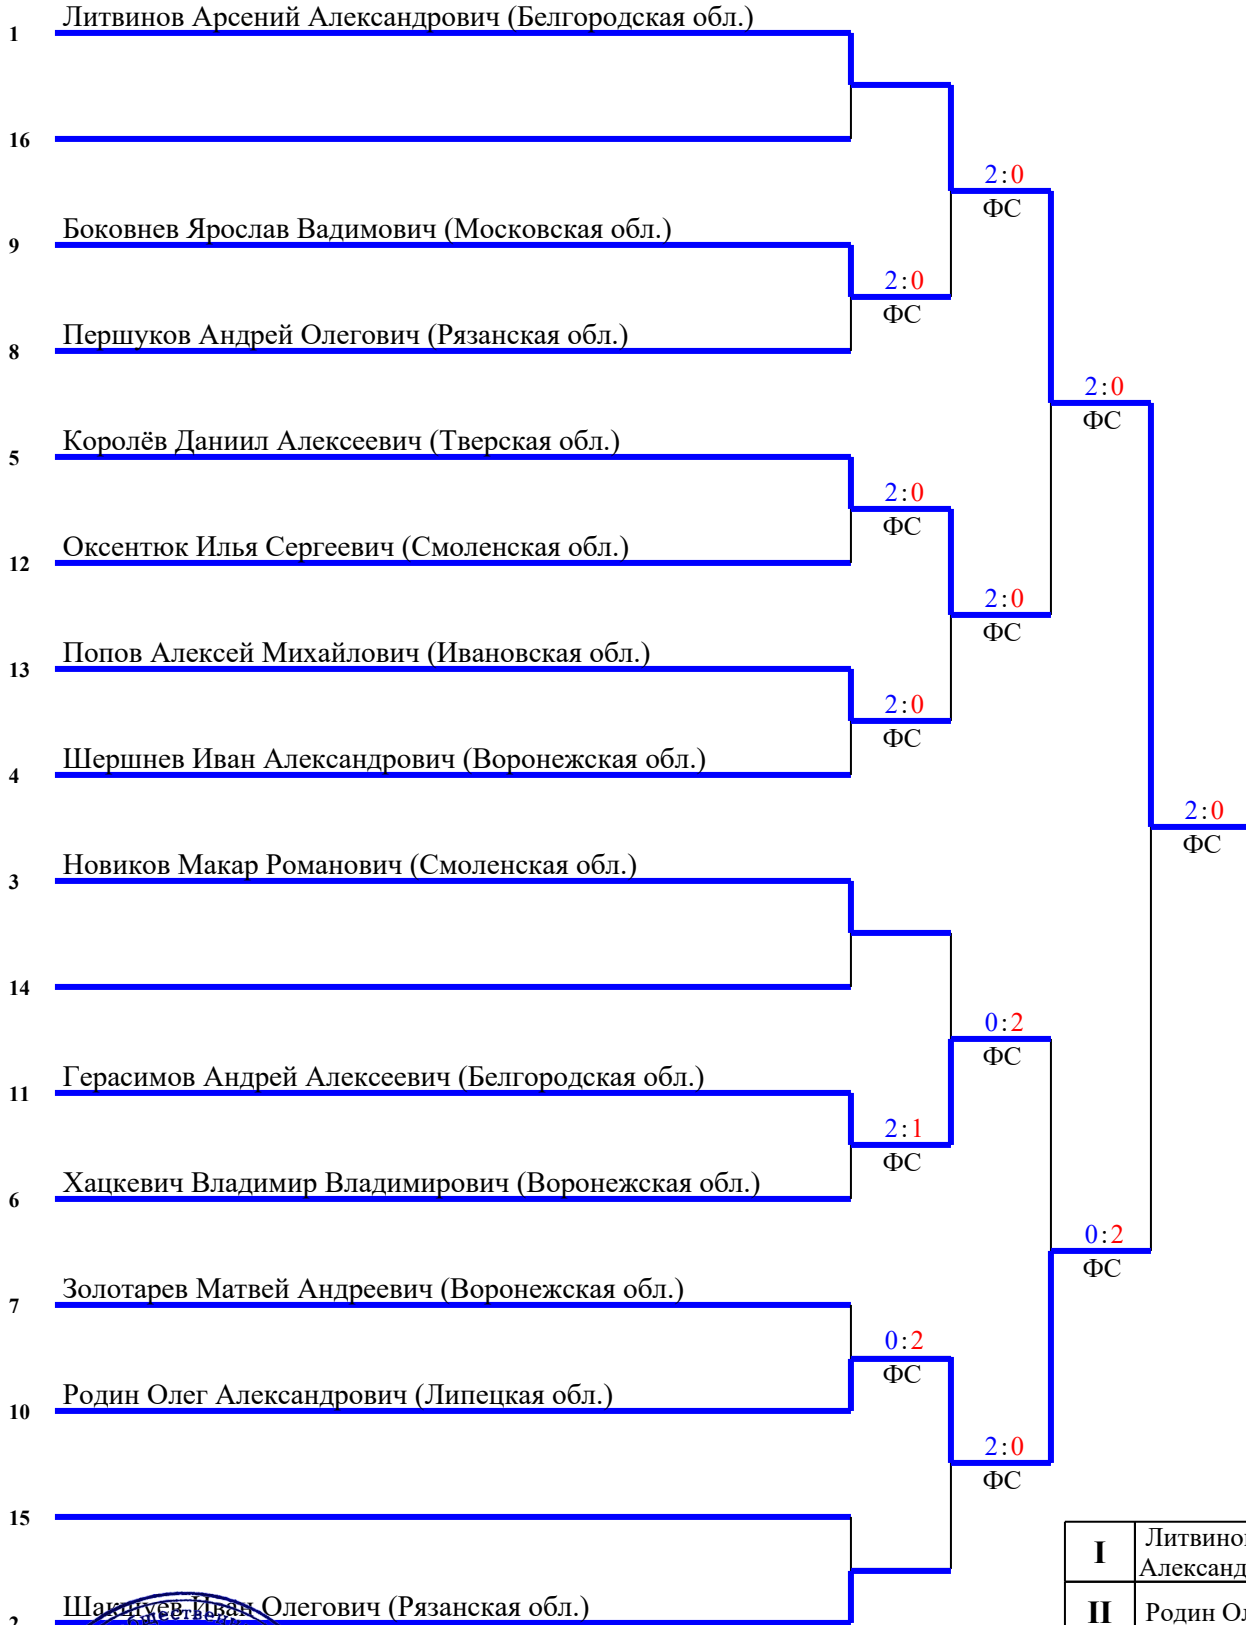 Литвинов Арсений Александрович (Белгородская обл.)
1
16
2:0
ФС
Боковнев Ярослав Вадимович (Московская обл.)
9
2:0
ФС
Першуков Андрей Олегович (Рязанская обл.)
8
2:0
ФС
Королёв Даниил Алексеевич (Тверская обл.)
5
2:0
ФС
Оксентюк Илья Сергеевич (Смоленская обл.)
12
2:0
ФС
Попов Алексей Михайлович (Ивановская обл.)
13
2:0
ФС
Шершнев Иван Александрович (Воронежская обл.)
4
2:0
ФС
Новиков Макар Романович (Смоленская обл.)
3
14
0:2
ФС
Герасимов Андрей Алексеевич (Белгородская обл.)
11
2:1
ФС
Хацкевич Владимир Владимирович (Воронежская обл.)
6
0:2
ФС
Золотарев Матвей Андреевич (Воронежская обл.)
7
0:2
ФС
Родин Олег Александрович (Липецкая обл.)
10
2:0
ФС
15
I Литвинов
Александ
Иван Олегович (Рязанская обл.)
2
II Родин Ол